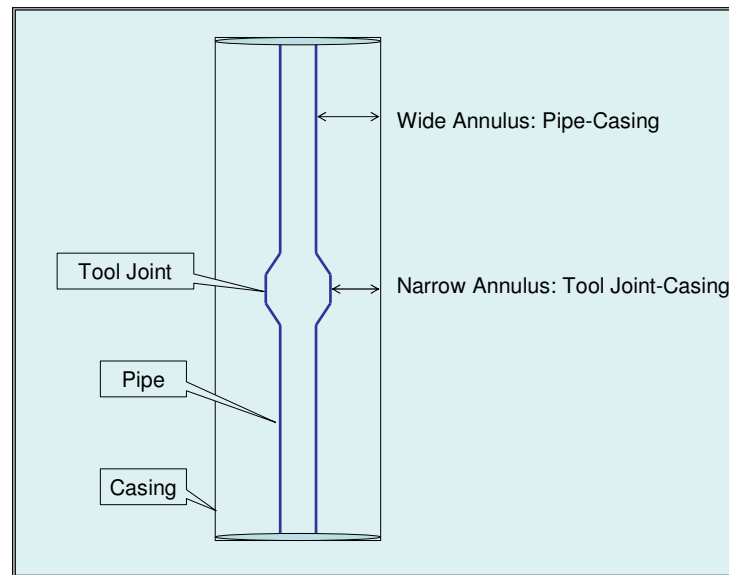 Wide Annulus: Pipe-Casing
Tool Joint
Narrow Annulus: Tool Joint-Casing
Pipe
Casing